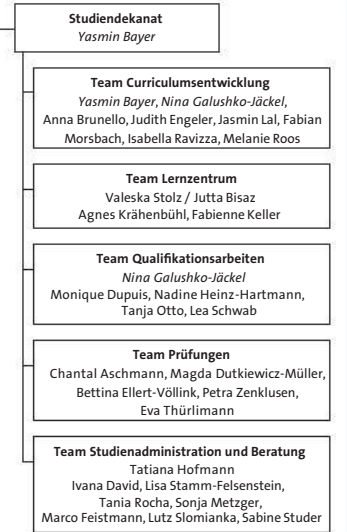 Studiendekanat
Yasmin Bayer
Team Curriculumsentwicklung
Yasmin Bayer, Nina Galushko-Jäckel,
Anna Brunello, Judith Engeler, Jasmin Lal, Fabian
Morsbach, Isabella Ravizza, Melanie Roos
Team Lernzentrum
Valeska Stolz / Jutta Bisaz
Agnes Krähenbühl, Fabienne Keller
Team Qualifikationsarbeiten
Nina Galushko-Jäckel
Monique Dupuis, Nadine Heinz-Hartmann,
Tanja Otto, Lea Schwab
Team Prüfungen
Chantal Aschmann, Magda Dutkiewicz-Müller,
Bettina Ellert-Völlink, Petra Zenklusen,
Eva Thürlimann
Team Studienadministration und Beratung
Tatiana Hofmann
Ivana David, Lisa Stamm-Felsenstein,
Tania Rocha, Sonja Metzger,
Marco Feistmann, Lutz Slomianka, Sabine Studer